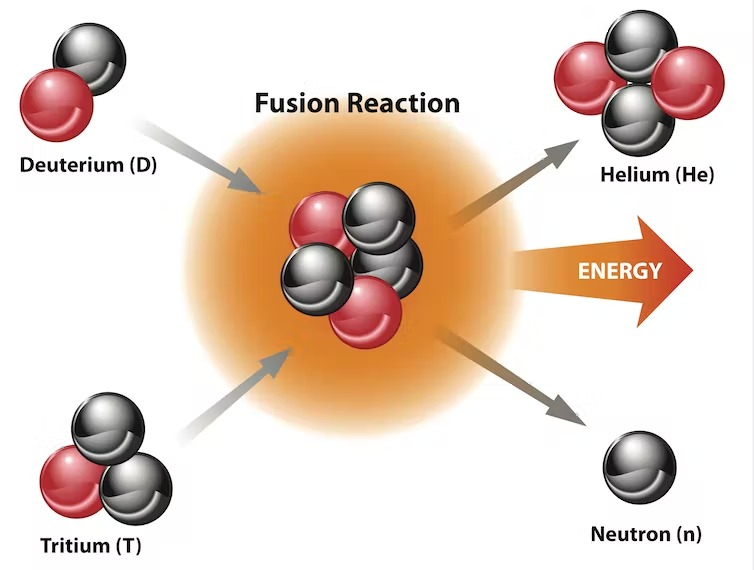 Fusion Reaction
Deuterium (D)
Helium (He)
ENERGY
Tritium (T)
Neutron (n)